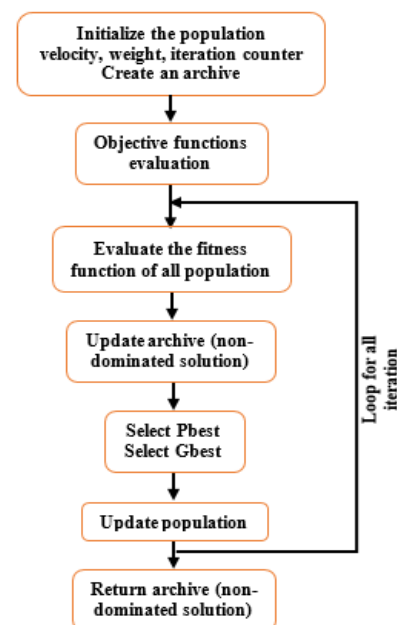 Initialize the population
velocity, weight, iteration counter
Create an archive
Objective functions
evaluation
Evaluate the fitness
function of all population
Update archive (non-
dominated solution)
Select Pbest
Select Gbest
Update population
Return archive (non-
dominated solution)
Loop for all
iteration